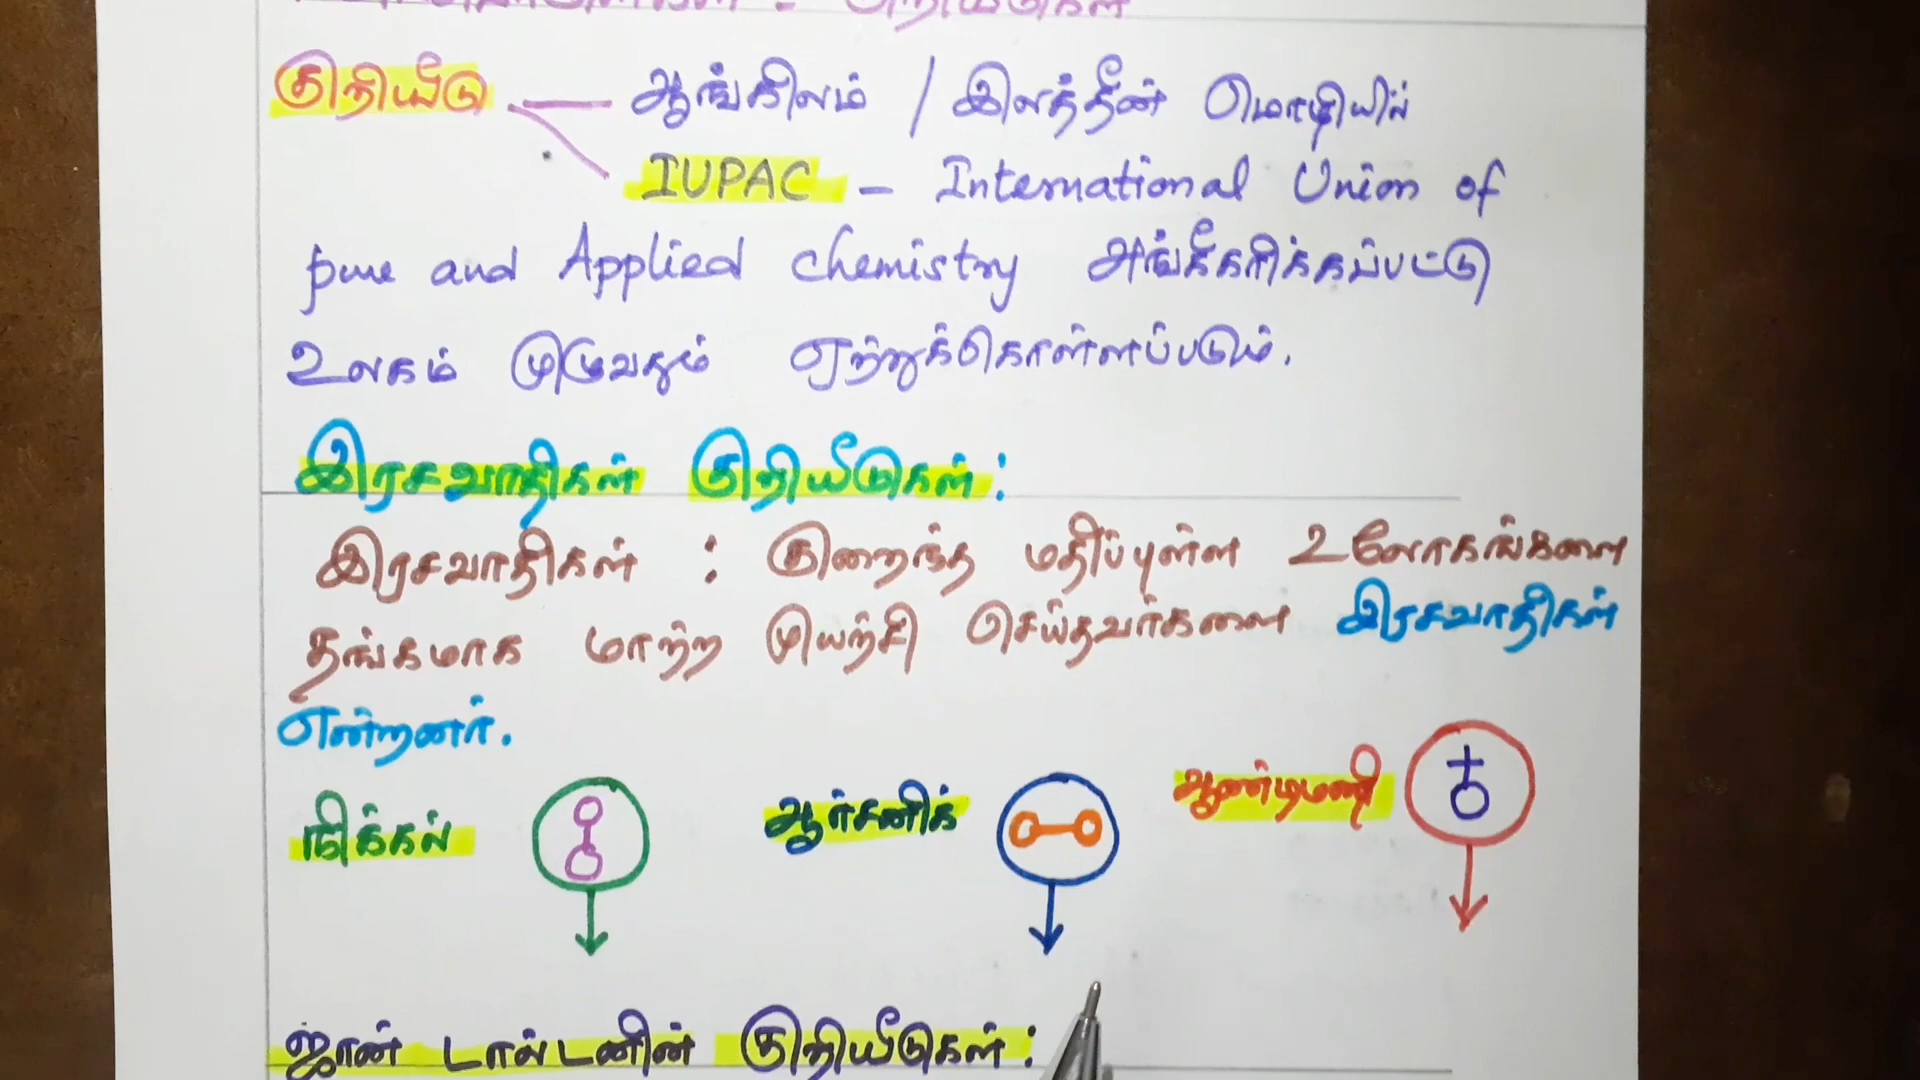 குறியீடு — ஆங்கிலம் / இலத்தீன் மொழியில்
IUPAC - International Union of
pure and Applied chemistry அங்கீகரிக்கப்பட்டு
உலகம் முழுவதும் ஏற்றுக்கொள்ளப்படும்.
இரசவாதிகள் குறியீடுகள் :
இரசவாதிகள் : குறைந்த மதிப்புள்ள உலோகங்களை
தங்கமாக மாற்ற முயற்சி செய்தவர்களை இரசவாதிகள்
என்றனர்.
நிக்கல் ஆர்சனிக் ஆண்டிமணி
ஜான் டால்டனின் குறியீடுகள் :